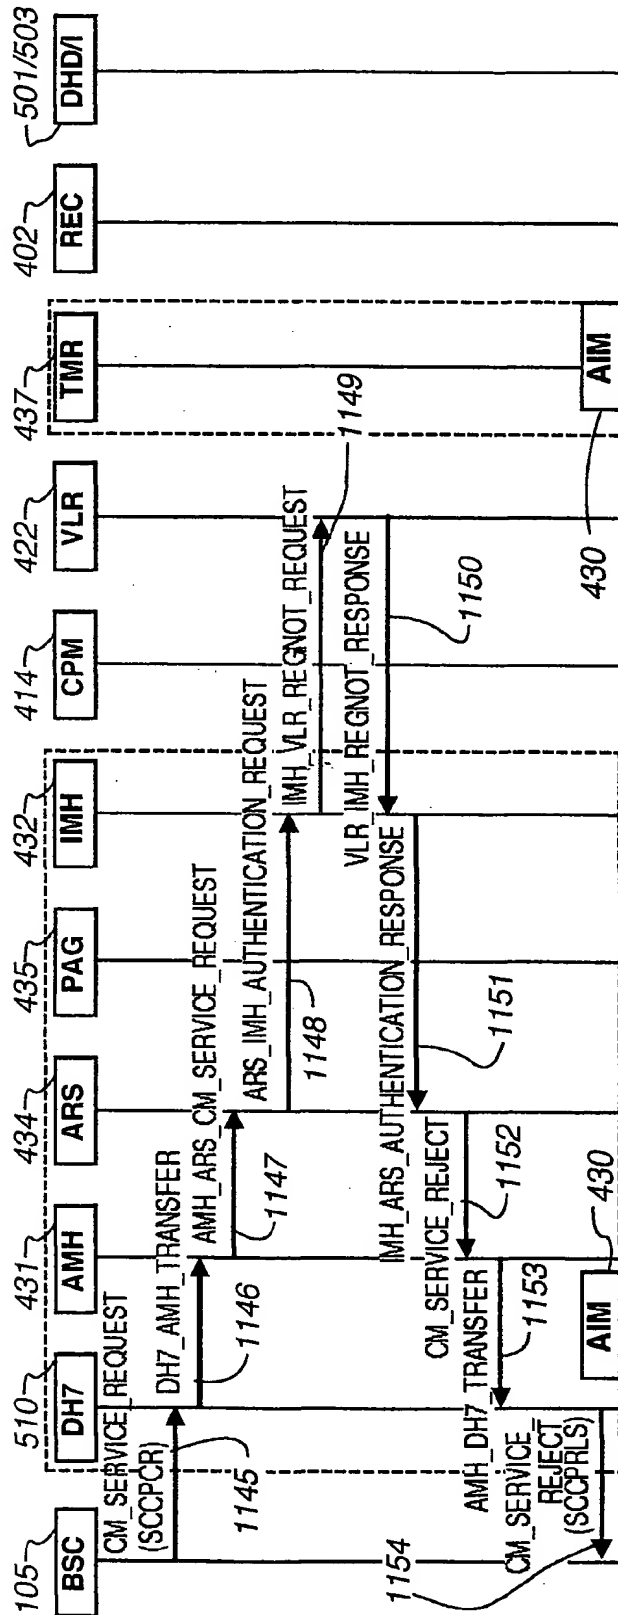 105
BSC
510
DH7
431
AMH
434
ARS
435
PAG
432
IMH
414
CPM
422
VLR
437
TMR
402
REC
501/503
DHD/I
CM_SERVICE_REQUEST
(SCCPCR)
1145
DH7_AMH_TRANSFER
1146
AMH_ARS_CM_SERVICE_REQUEST
1147
ARS_IMH_AUTHENTICATION_REQUEST
1148
IMH_VLR_REGNOT_REQUEST
1149
VLR_IMH_REGNOT_RESPONSE
1150
IMH_ARS_AUTHENTICATION_RESPONSE
1151
CM_SERVICE_REJECT
1152
AMH_DH7_TRANSFER
1153
CM_SERVICE_
REJECT
(SCCPRLS)
1154
AIM
430
AIM
430